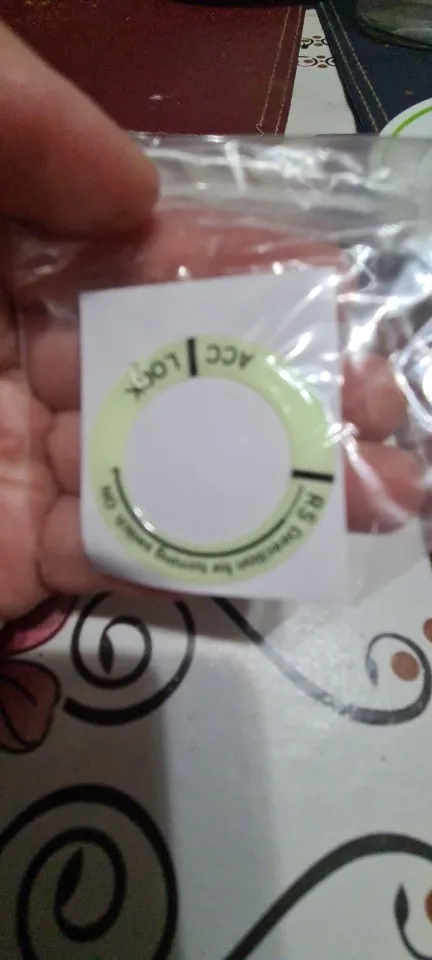 LOCK
ACC
R.S
Direction for turning switch ON